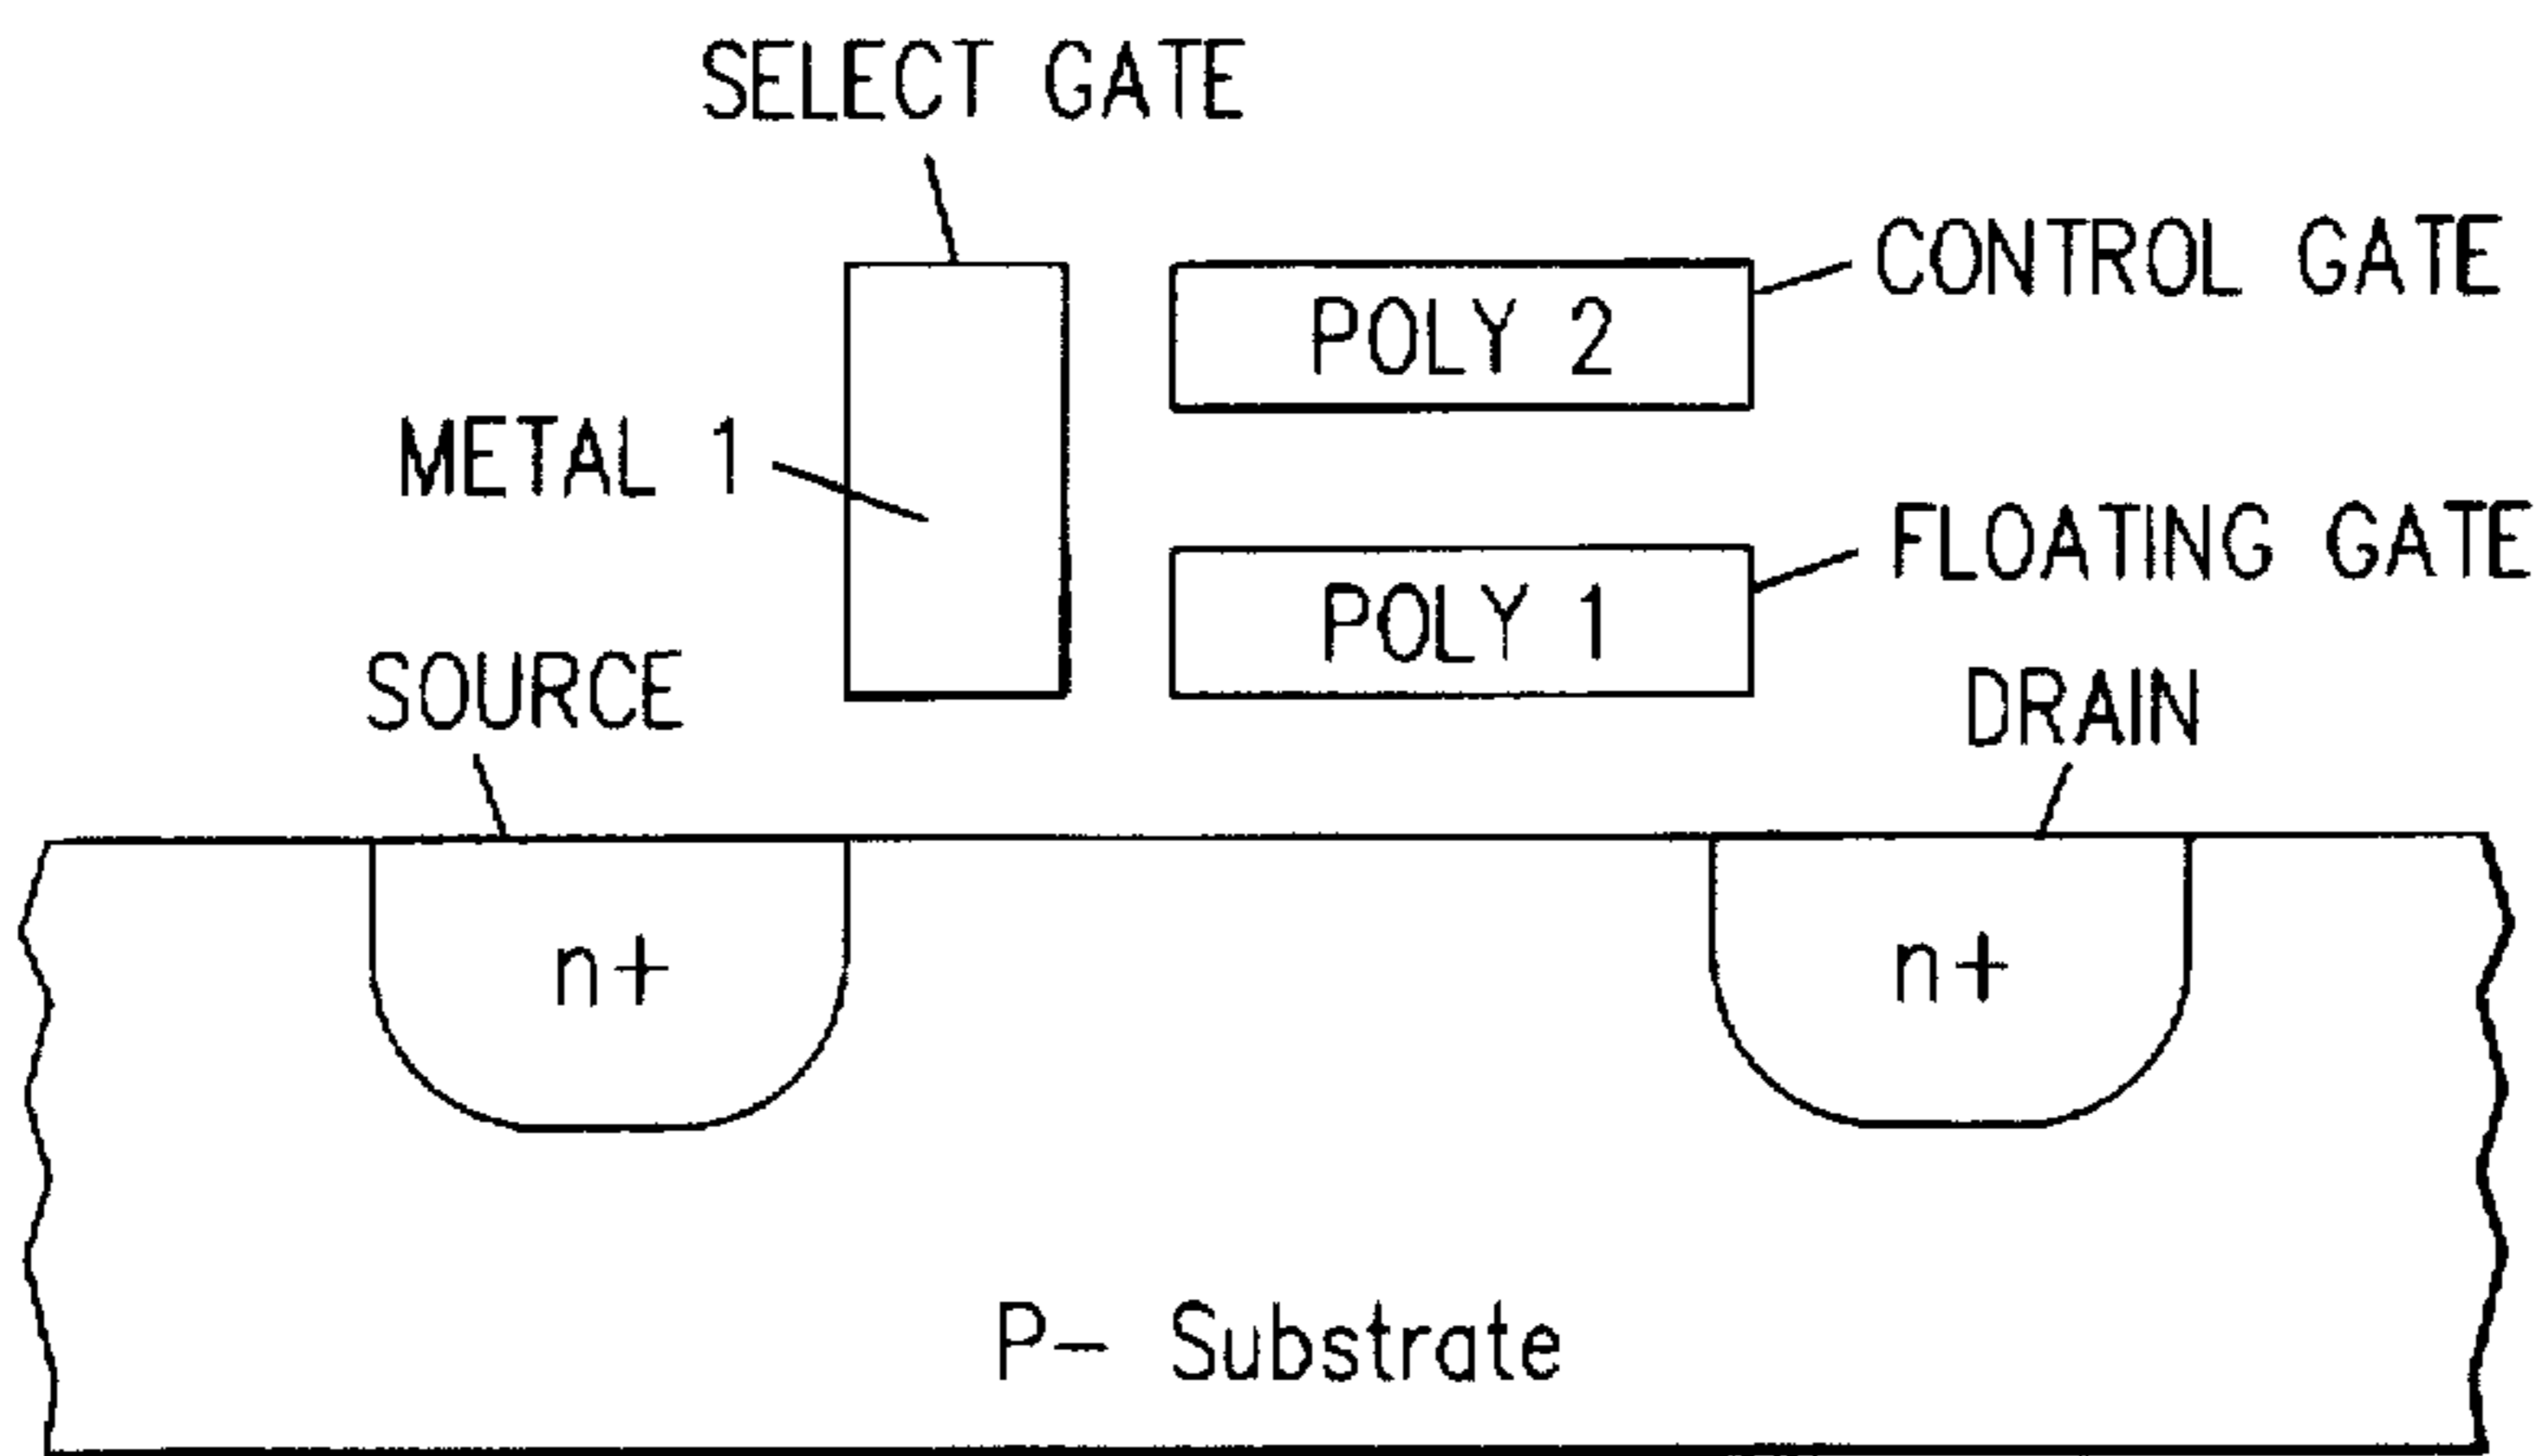 SELECT GATE
CONTROL GATE
POLY 2
METAL 1
FLOATING GATE
POLY 1
SOURCE
DRAIN
n+
n+
P- Substrate